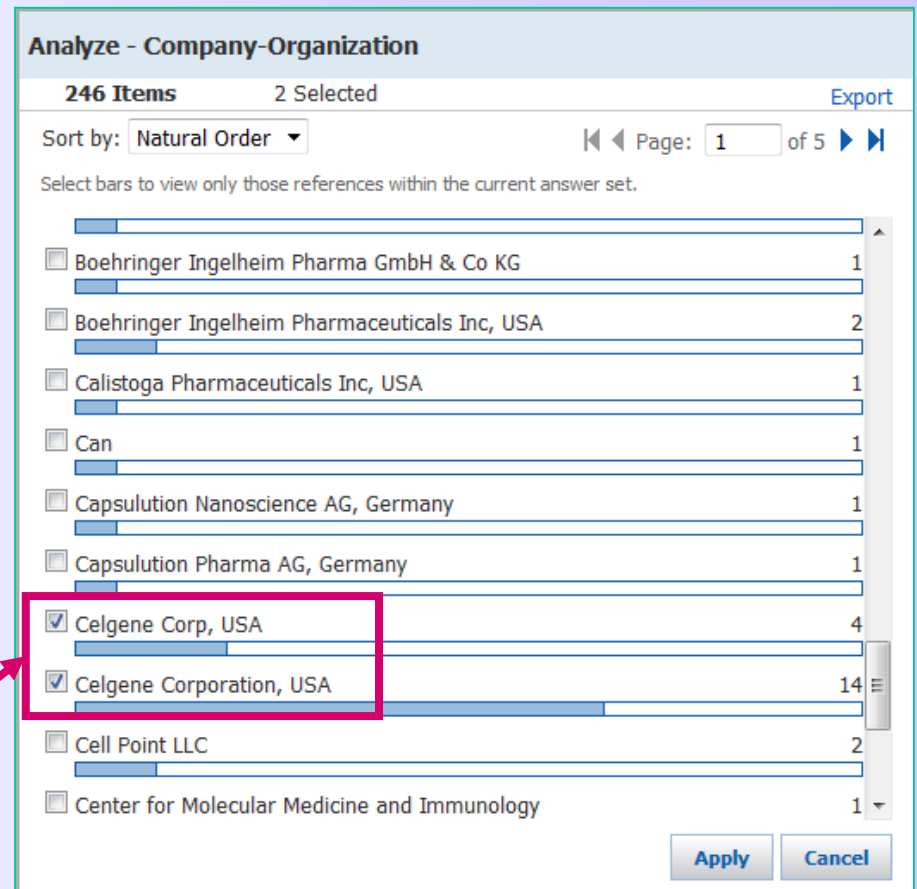 Analyze - Company-Organization
246 Items 2 Selected Export
Sort by: Natural Order Page: 1 of 5
Select bars to view only those references within the current answer set.
Boehringer Ingelheim Pharma GmbH & Co KG 1
Boehringer Ingelheim Pharmaceuticals Inc, USA 2
Calistoga Pharmaceuticals Inc, USA 1
Can 1
Capsulution Nanoscience AG, Germany 1
Capsulution Pharma AG, Germany 1
Celgene Corp, USA 4
Celgene Corporation, USA 14
Cell Point LLC 2
Center for Molecular Medicine and Immunology 1
Apply Cancel